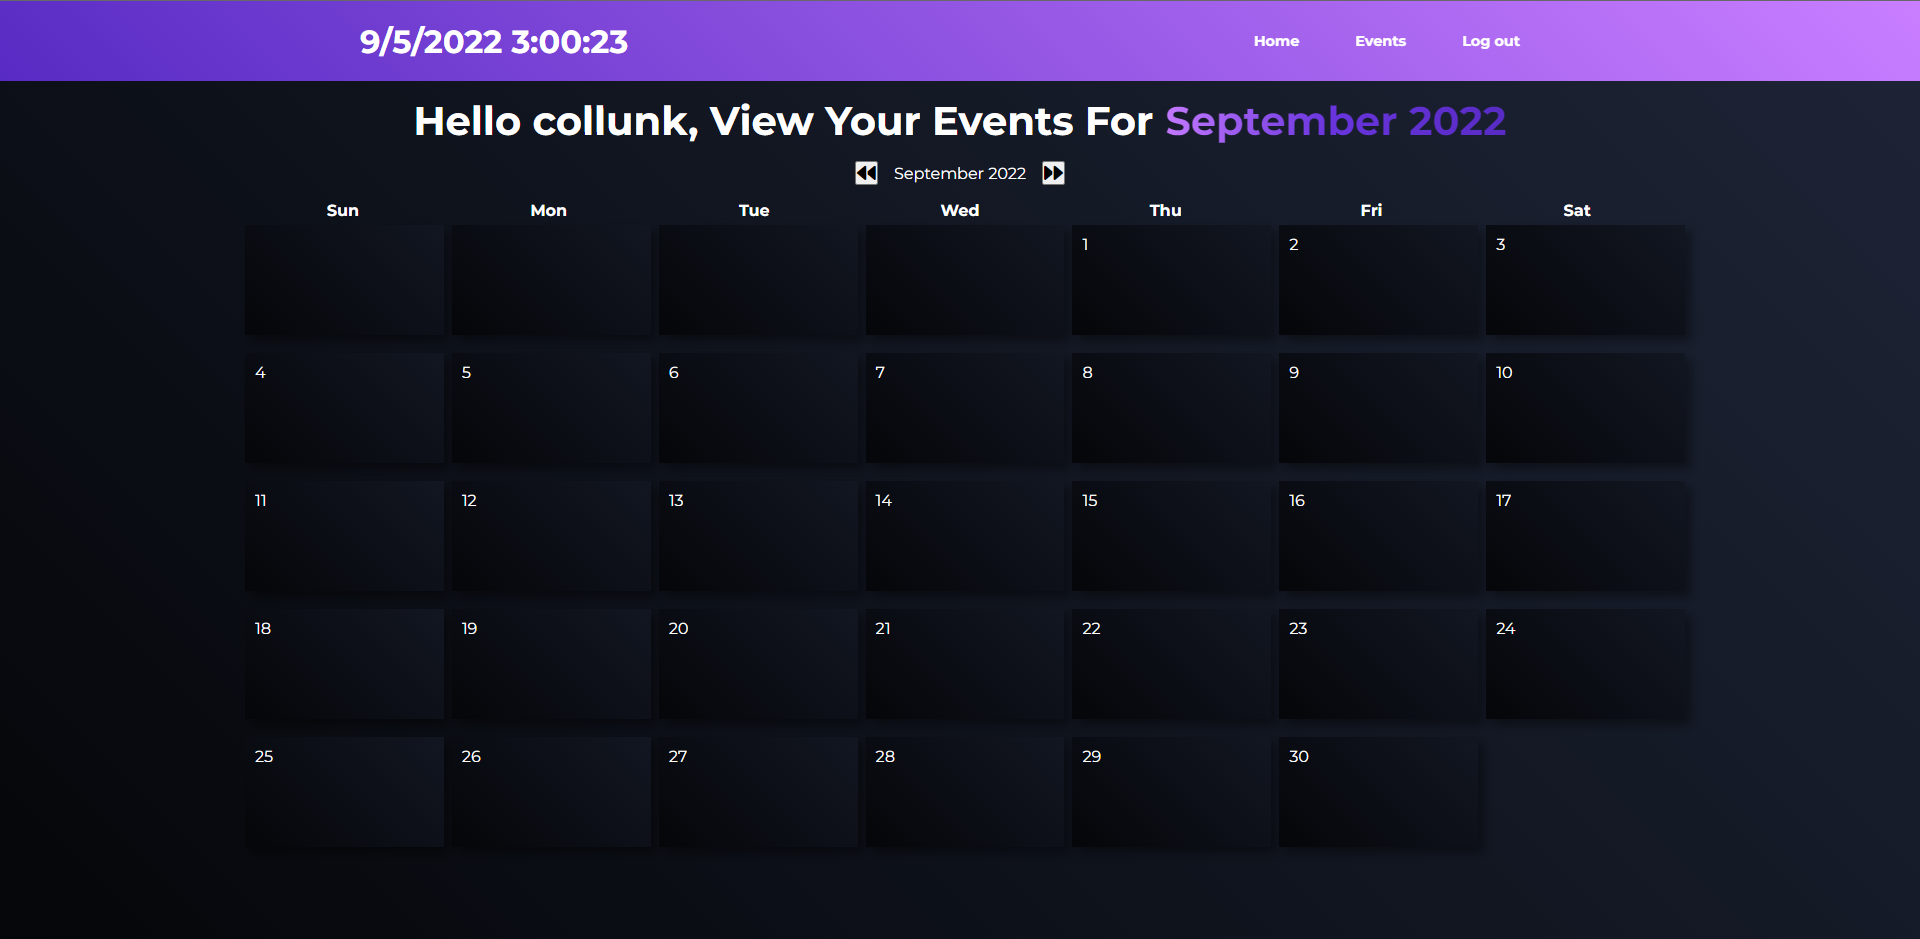 9/5/2022 3:00:23 Home Events Log out
Hello collunk, View Your Events For September 2022
September 2022
Sun Mon Tue Wed Thu Fri Sat
1 2 3
4 5 6 7 8 9 10
11 12 13 14 15 16 17
18 19 20 21 22 23 24
25 26 27 28 29 30